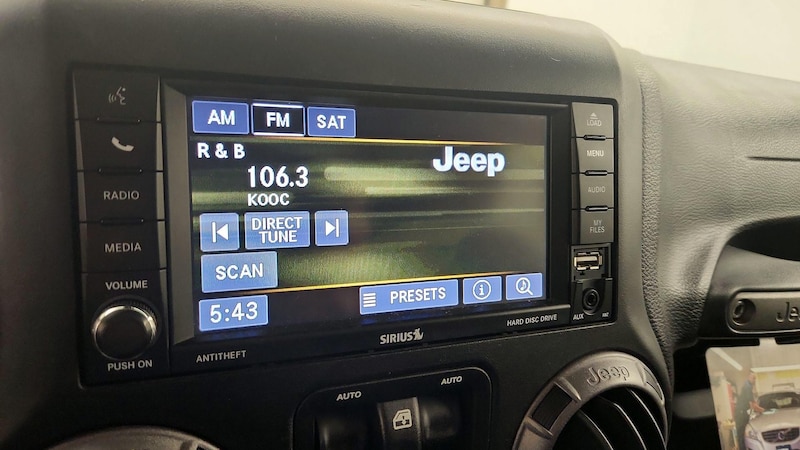 AM FM SAT
R & B
Jeep
106.3
KOOC
DIRECT
TUNE
SCAN
5:43
PRESETS
RADIO
MEDIA
VOLUME
PUSH ON
ANTITHEFT
SIRIUS
HARD DISC DRIVE
LOAD
MENU
AUDIO
MY
FILES
AUX
AUTO
AUTO
Jeep
Jeep